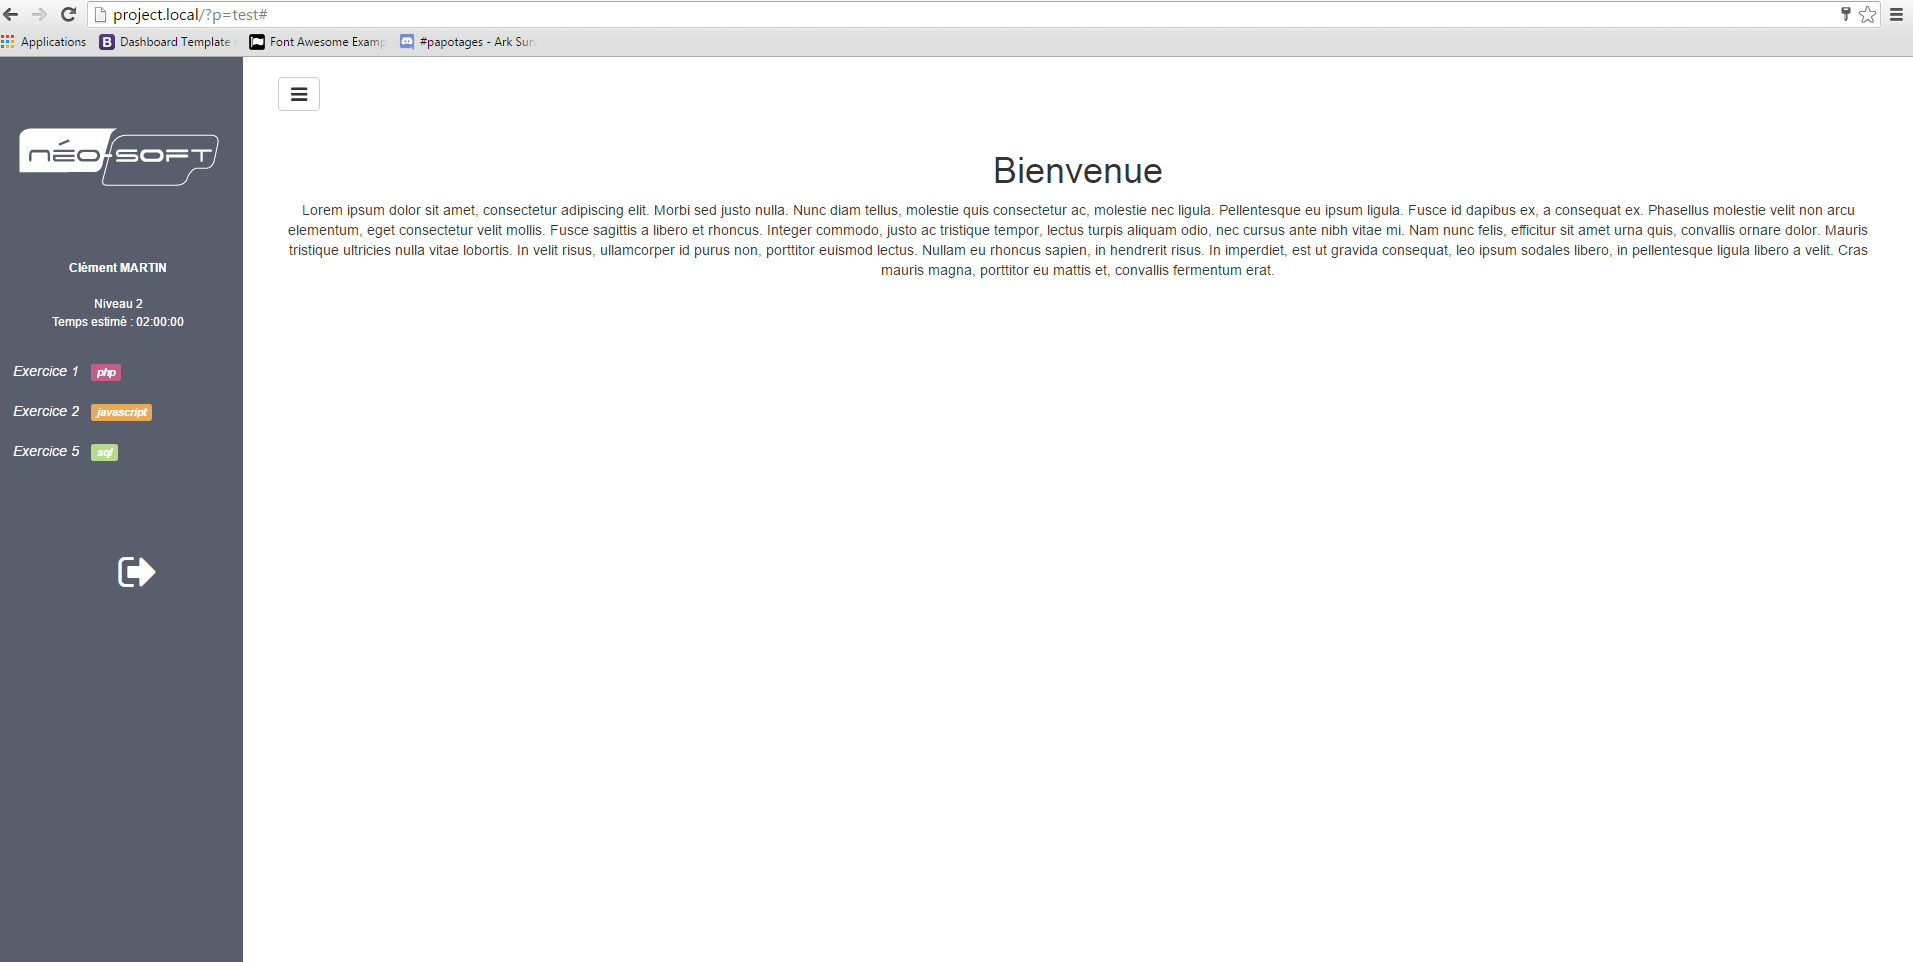 project.local/?p=test#
Applications
Dashboard Template
Font Awesome Examp
#papotages - Ark Sur
néo-soft
Clément MARTIN
Niveau 2
Temps estimé : 02:00:00
Exercice 1 php
Exercice 2 javascript
Exercice 5 sql
Bienvenue
Lorem ipsum dolor sit amet, consectetur adipiscing elit. Morbi sed justo nulla. Nunc diam tellus, molestie quis consectetur ac, molestie nec ligula. Pellentesque eu ipsum ligula. Fusce id dapibus ex, a consequat ex. Phasellus molestie velit non arcu
elementum, eget consectetur velit mollis. Fusce sagittis a libero et rhoncus. Integer commodo, justo ac tristique tempor, lectus turpis aliquam odio, nec cursus ante nibh vitae mi. Nam nunc felis, efficitur sit amet urna quis, convallis ornare dolor. Mauris
tristique ultricies nulla vitae lobortis. In velit risus, ullamcorper id purus non, porttitor euismod lectus. Nullam eu rhoncus sapien, in hendrerit risus. In imperdiet, est ut gravida consequat, leo ipsum sodales libero, in pellentesque ligula libero a velit. Cras
mauris magna, porttitor eu mattis et, convallis fermentum erat.